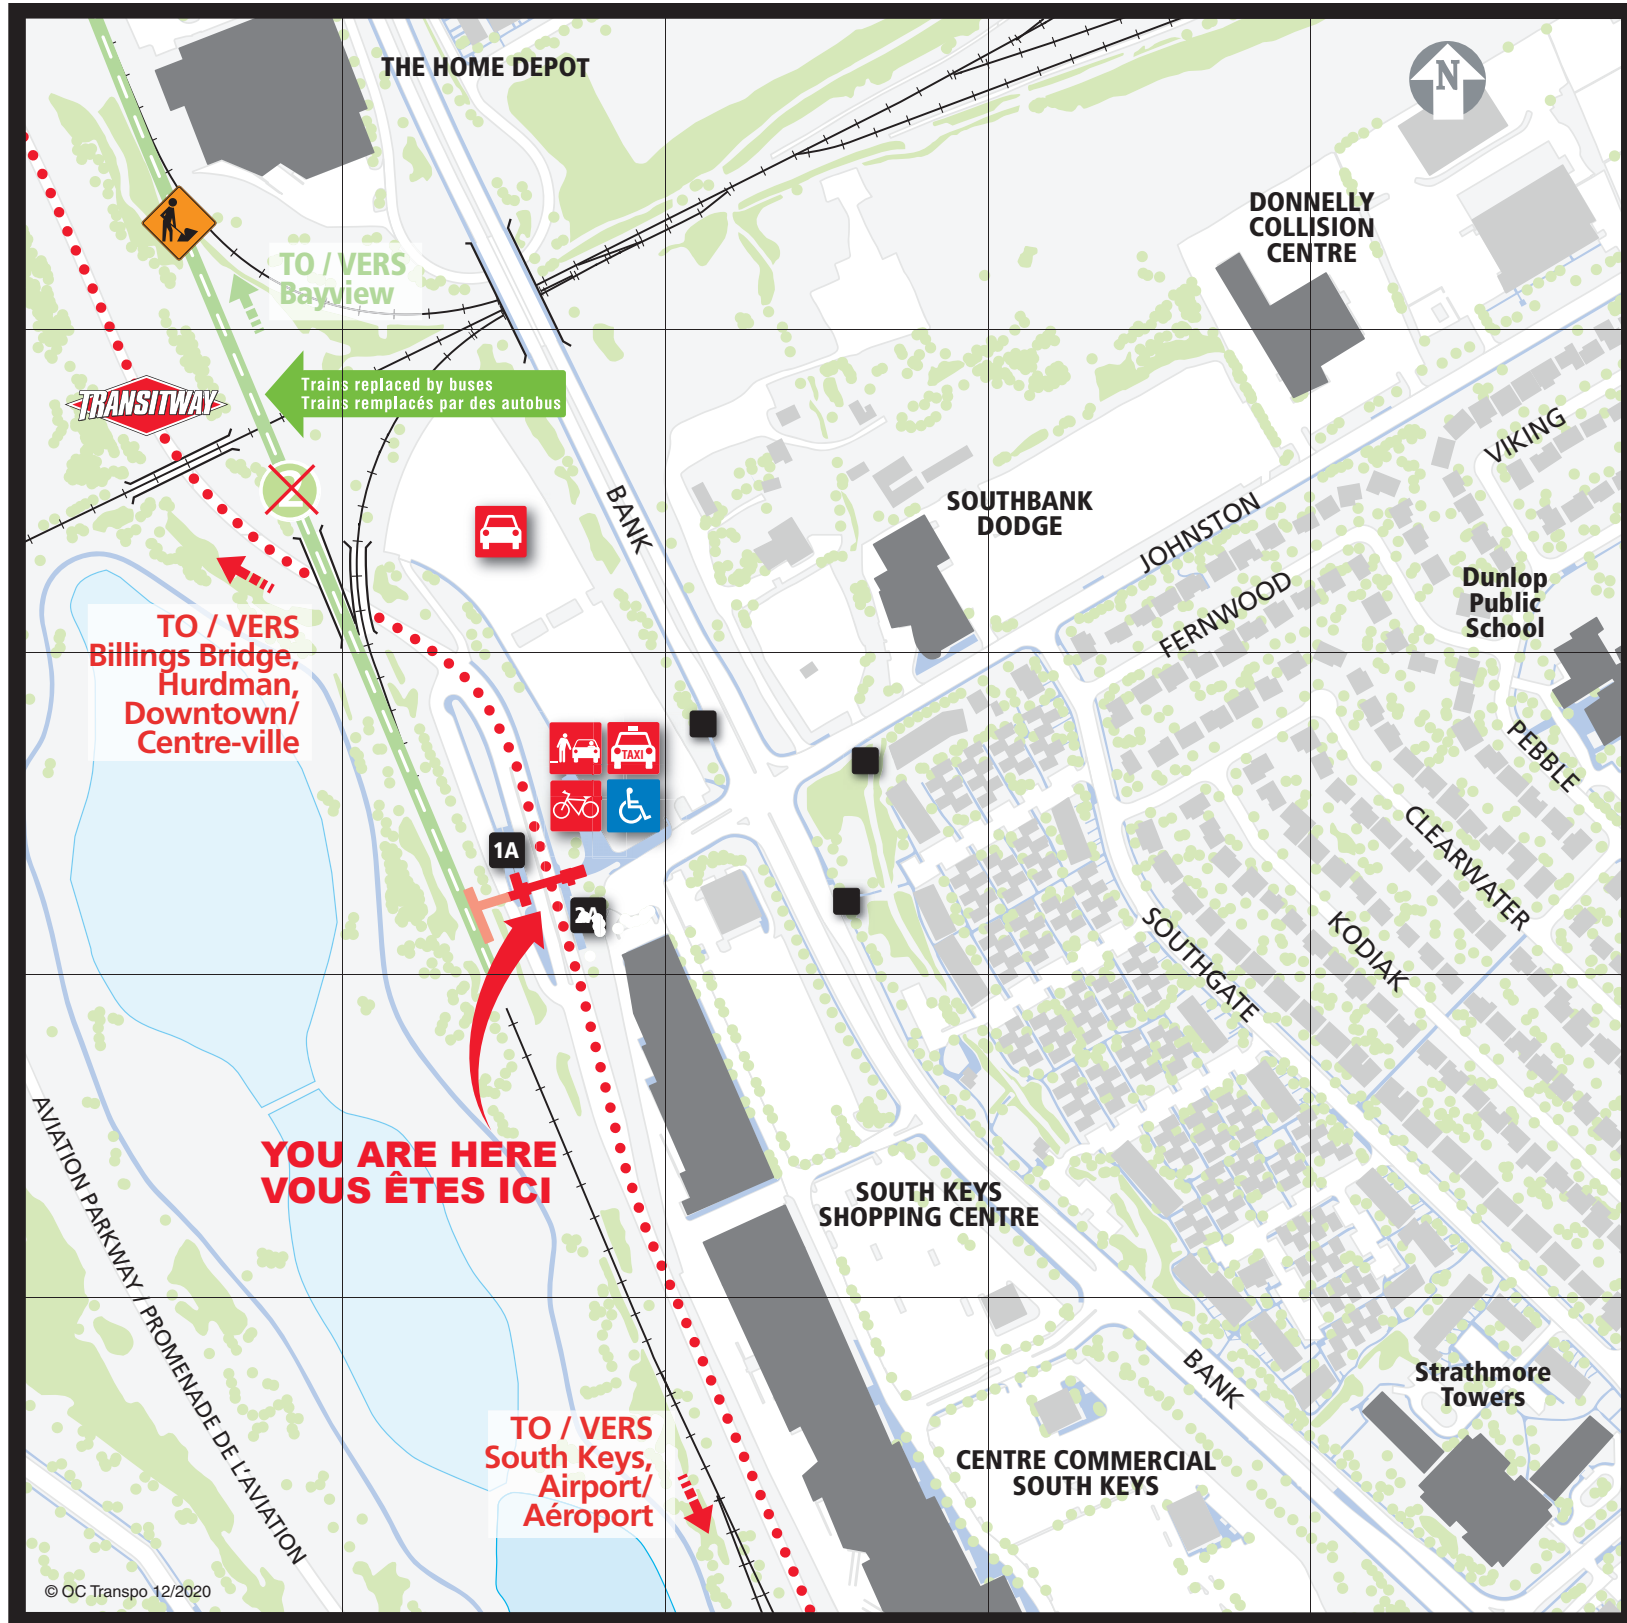 THE HOME DEPOT
N
DONNELLY
COLLISION
CENTRE
TO / VERS
Bayview
Trains replaced by buses
Trains remplacés par des autobus
TRANSITWAY
BANK
SOUTHBANK
DODGE
JOHNSTON
VIKING
FERNWOOD
Dunlop
Public
School
TO / VERS
Billings Bridge,
Hurdman,
Downtown/
Centre-ville
TAXI
PEBBLE
CLEARWATER
1A
2A
SOUTHGATE
KODIAK
YOU ARE HERE
VOUS ÊTES ICI
AVIATION PARKWAY / PROMENADE DE L'AVIATION
SOUTH KEYS
SHOPPING CENTRE
BANK
Strathmore
Towers
TO / VERS
South Keys,
Airport/
Aéroport
CENTRE COMMERCIAL
SOUTH KEYS
© OC Transpo 12/2020